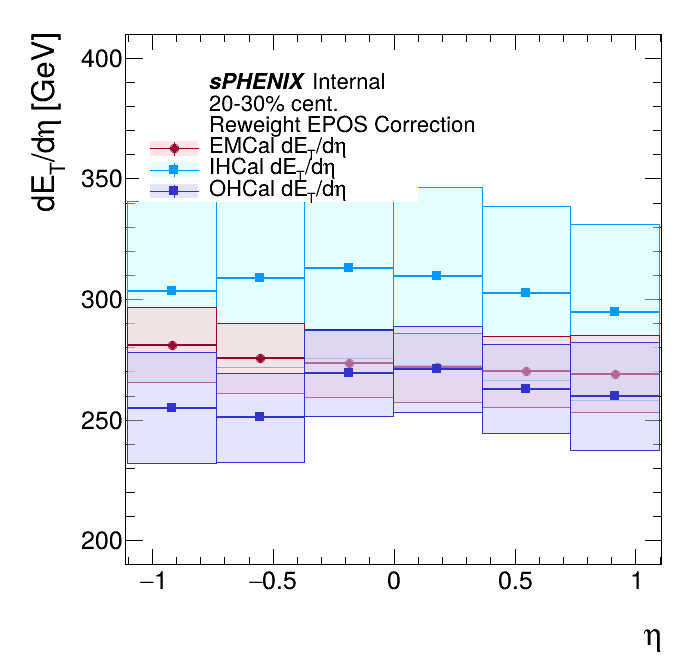 dE_T/dη [GeV]
400
350
300
250
200
sPHENIX Internal
20-30% cent.
Reweight EPOS Correction
EMCal dE_T/dη
IHCal dE_T/dη
OHCal dE_T/dη
−1 −0.5 0 0.5 1
η